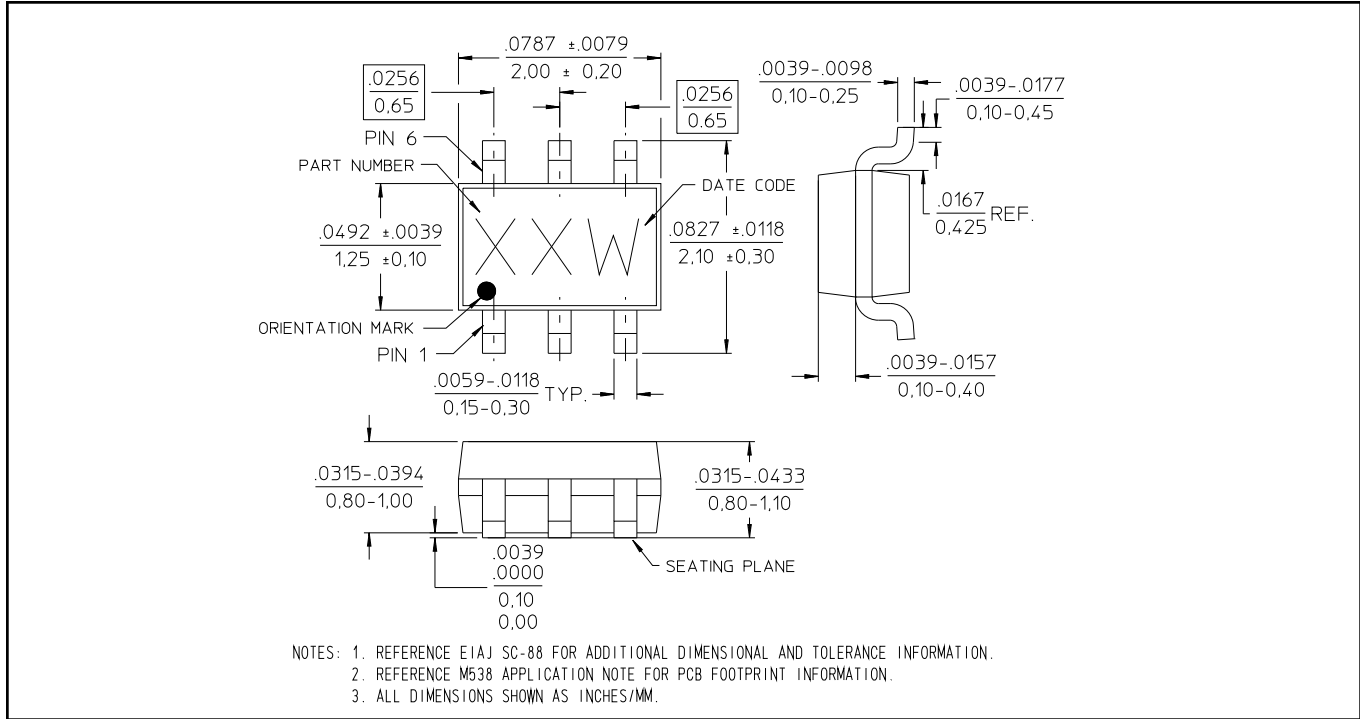 .0787 ±.0079
2,00 ± 0,20
.0256
0,65
.0256
0.65
.0039-.0098
0,10-0,25
.0039-.0177
0,10-0,45
PIN 6
PART NUMBER
DATE CODE
.0492 ±.0039
1,25 ±0,10
XXW
.0827 ±.0118
2,10 ±0,30
.0167
0,425
REF.
ORIENTATION MARK
PIN 1
.0059-.0118
0,15-0,30
TYP.
.0039-.0157
0,10-0,40
.0315-.0394
0,80-1,00
.0315-.0433
0,80-1,10
.0039
.0000
0,10
0,00
SEATING PLANE
NOTES: 1. REFERENCE EIAJ SC-88 FOR ADDITIONAL DIMENSIONAL AND TOLERANCE INFORMATION.
2. REFERENCE M538 APPLICATION NOTE FOR PCB FOOTPRINT INFORMATION.
3. ALL DIMENSIONS SHOWN AS INCHES/MM.